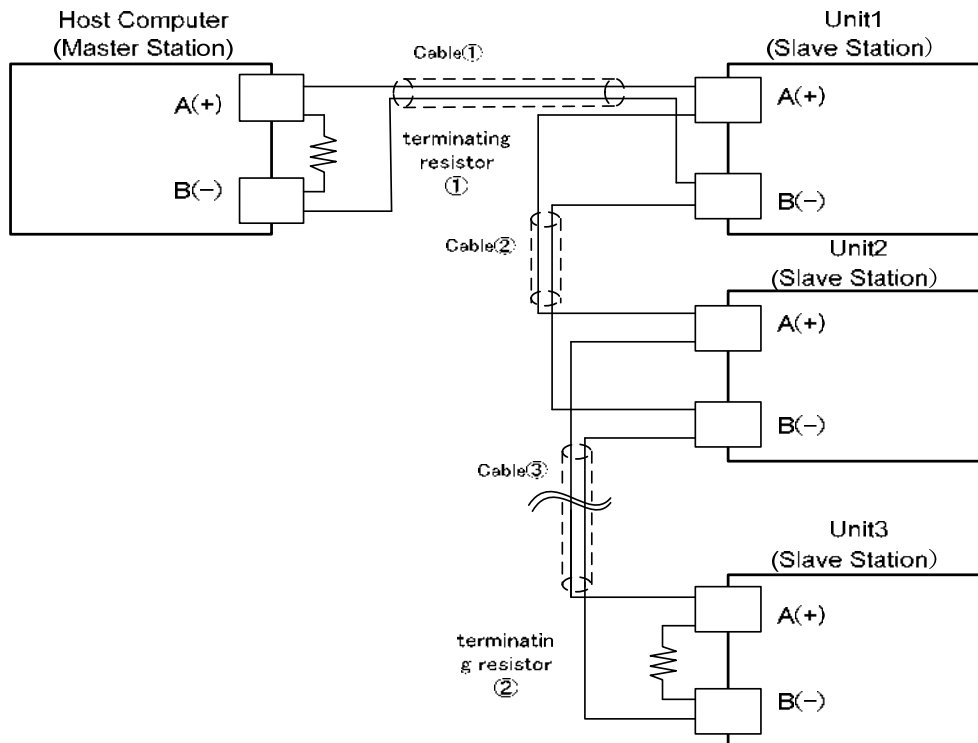 Host Computer
(Master Station)
A(+)
B(-)
Cable①
terminating
resistor
①
Unit1
(Slave Station)
A(+)
B(-)
Cable②
Unit2
(Slave Station)
A(+)
B(-)
Cable③
Unit3
(Slave Station)
A(+)
B(-)
terminatin
g resistor
②